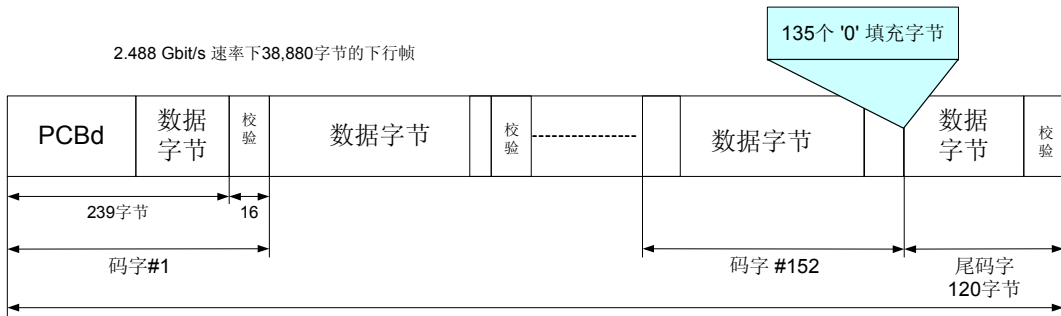 135个 '0' 填充字节
2.488 Gbit/s 速率下38,880字节的下行帧
PCBd
数据
字节
校
验
数据字节
校
验
数据字节
数据
字节
校
验
239字节
16
码字#1
码字 #152
尾码字
120字节